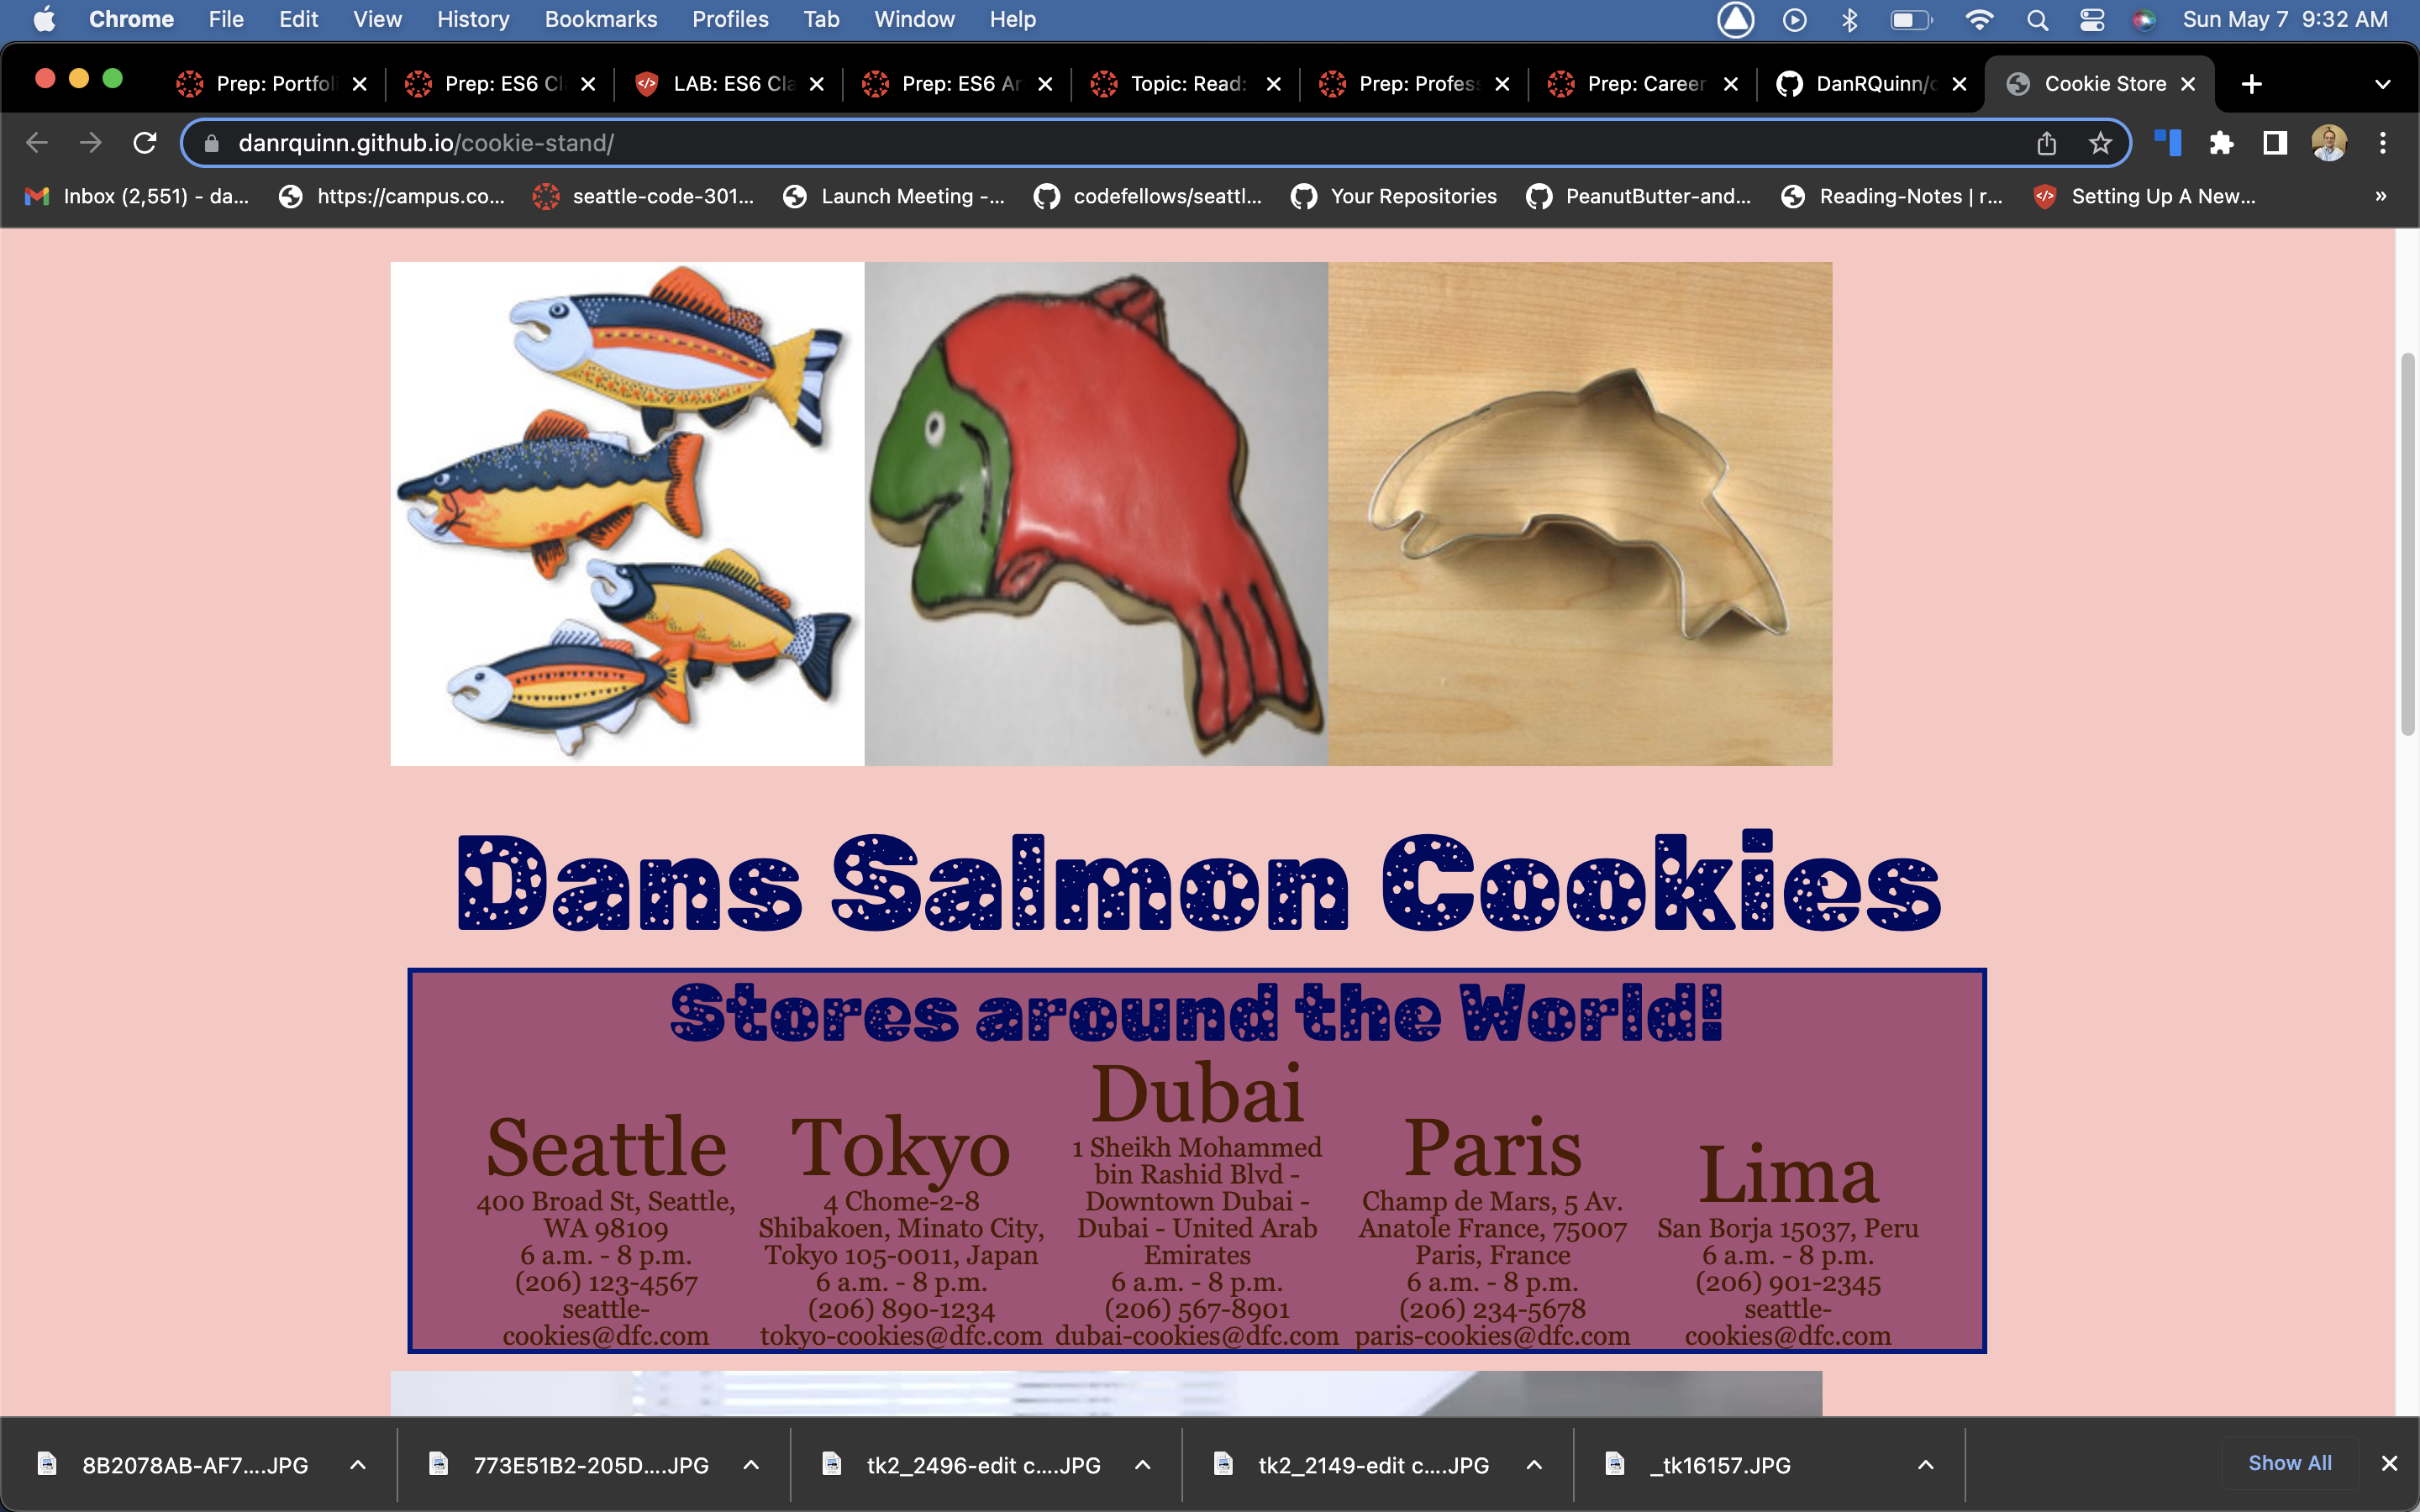 Chrome File Edit View History Bookmarks Profiles Tab Window Help Sun May 7 9:32 AM
Prep: Portfoli Prep: ES6 Cl LAB: ES6 Cla Prep: ES6 Ar Topic: Read: Prep: Profess Prep: Career DanRQuinn/c Cookie Store
danrquinn.github.io/cookie-stand/
Inbox (2,551) - da... https://campus.co... seattle-code-301... Launch Meeting -... codefellows/seattl... Your Repositories PeanutButter-and... Reading-Notes | r... Setting Up A New... »
Dans Salmon Cookies
Stores around the World!
Seattle
400 Broad St, Seattle,
WA 98109
6 a.m. - 8 p.m.
(206) 123-4567
seattle-
cookies@dfc.com
Tokyo
4 Chome-2-8
Shibakoen, Minato City,
Tokyo 105-0011, Japan
6 a.m. - 8 p.m.
(206) 890-1234
tokyo-cookies@dfc.com
Dubai
1 Sheikh Mohammed
bin Rashid Blvd -
Downtown Dubai -
Dubai - United Arab
Emirates
6 a.m. - 8 p.m.
(206) 567-8901
dubai-cookies@dfc.com
Paris
Champ de Mars, 5 Av.
Anatole France, 75007
Paris, France
6 a.m. - 8 p.m.
(206) 234-5678
paris-cookies@dfc.com
Lima
San Borja 15037, Peru
6 a.m. - 8 p.m.
(206) 901-2345
seattle-
cookies@dfc.com
8B2078AB-AF7....JPG 773E51B2-205D....JPG tk2_2496-edit c....JPG tk2_2149-edit c....JPG _tk16157.JPG Show All